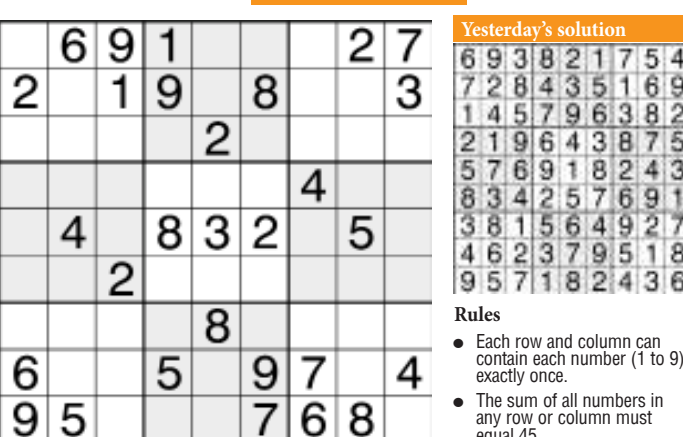 6 9 1 2 7
2 1 9 8 3
2
4
4 8 3 2 5
2
8
6 5 9 7 4
9 5 7 6 8
Yesterday's solution
6 9 3 8 2 1 7 5 4
7 2 8 4 3 5 1 6 9
1 4 5 7 9 6 3 8 2
2 1 9 6 4 3 8 7 5
5 7 6 9 1 8 2 4 3
8 3 4 2 5 7 6 9 1
3 8 1 5 6 4 9 2 7
4 6 2 3 7 9 5 1 8
9 5 7 1 8 2 4 3 6
Rules
● Each row and column can
contain each number (1 to 9)
exactly once.
● The sum of all numbers in
any row or column must
equal 45.